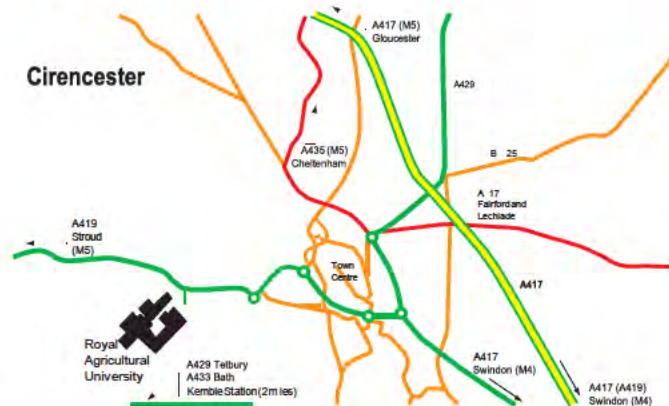 A417 (M5)
Gloucester
Cirencester
A429
A435 (M5)
Cheltenham
B 25
A 17
Fairford and
Lechlade
A419
Stroud
(M5)
Town
Centre
A417
Royal
Agricultural
University
A429 Tetbury
A433 Bath
Kemble Station (2 miles)
A417
Swindon (M4)
A417 (A419)
Swindon (M4)